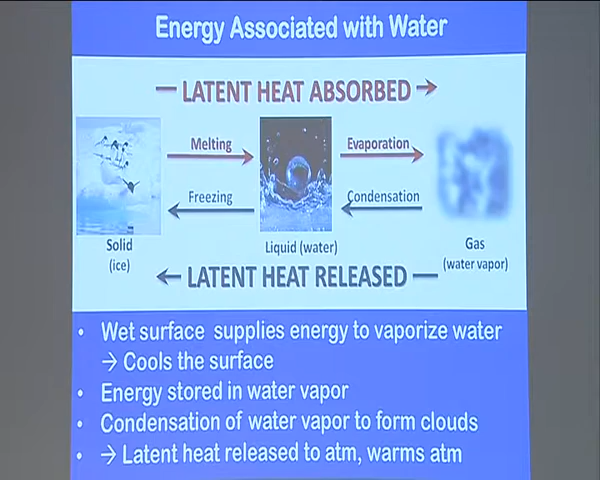 Energy Associated with Water
LATENT HEAT ABSORBED
Melting
Evaporation
Freezing
Condensation
Solid
(ice)
Liquid (water)
Gas
(water vapor)
LATENT HEAT RELEASED
• Wet surface supplies energy to vaporize water
→ Cools the surface
• Energy stored in water vapor
• Condensation of water vapor to form clouds
• → Latent heat released to atm, warms atm